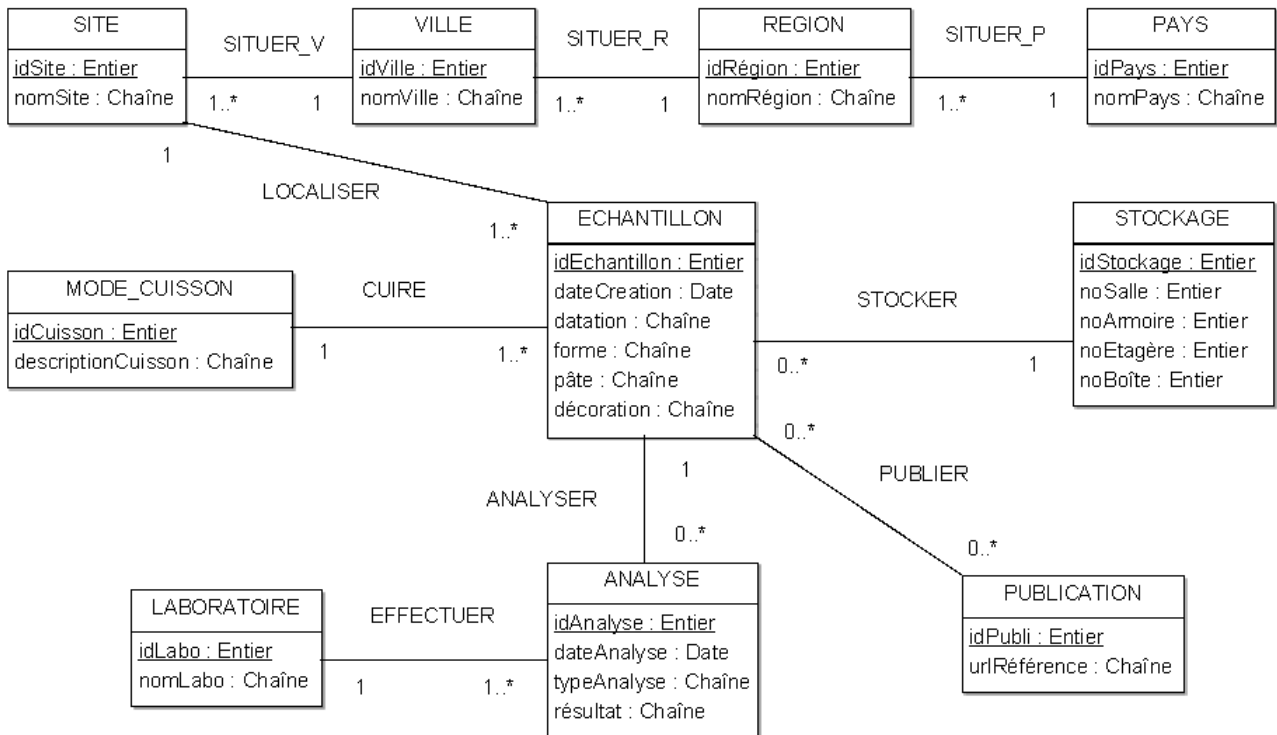 SITE
idSite : Entier
nomSite : Chaîne
SITUER_V
1..*
1
VILLE
idVille : Entier
nomVille : Chaîne
SITUER_R
1..*
1
REGION
idRégion : Entier
nomRégion : Chaîne
SITUER_P
1..*
1
PAYS
idPays : Entier
nomPays : Chaîne
1
LOCALISER
1..*
ECHANTILLON
idEchantillon : Entier
dateCreation : Date
datation : Chaîne
forme : Chaîne
pâte : Chaîne
décoration : Chaîne
STOCKAGE
idStockage : Entier
noSalle : Entier
noArmoire : Entier
noEtagère : Entier
noBoîte : Entier
MODE_CUISSON
idCuisson : Entier
descriptionCuisson : Chaîne
CUIRE
1
1..*
STOCKER
0..*
1
0..*
PUBLIER
0..*
1
ANALYSER
0..*
LABORATOIRE
idLabo : Entier
nomLabo : Chaîne
EFFECTUER
1
1..*
ANALYSE
idAnalyse : Entier
dateAnalyse : Date
typeAnalyse : Chaîne
résultat : Chaîne
PUBLICATION
idPubli : Entier
urlRéférence : Chaîne